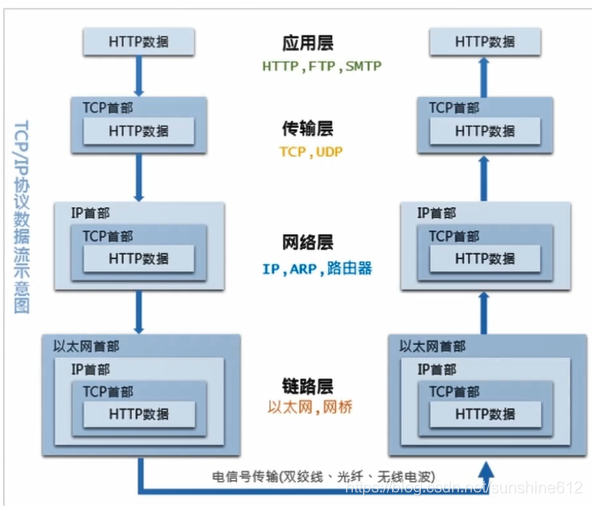 HTTP数据
应用层
HTTP,FTP,SMTP
HTTP数据
TCP首部
HTTP数据
传输层
TCP,UDP
TCP首部
HTTP数据
TCP/IP协议数据流示意图
IP首部
TCP首部
HTTP数据
网络层
IP,ARP,路由器
IP首部
TCP首部
HTTP数据
以太网首部
IP首部
TCP首部
HTTP数据
链路层
以太网,网桥
以太网首部
IP首部
TCP首部
HTTP数据
电信号传输(双绞线、光纤、无线电波)
https://blog.csdn.net/sunshine612